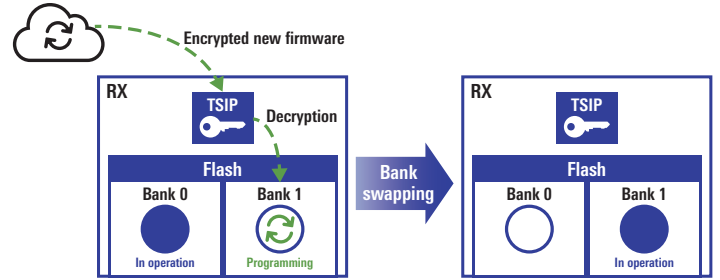 Encrypted new firmware
RX
TSIP
Decryption
Flash
Bank 0
Bank 1
In operation
Programming
Bank
swapping
RX
TSIP
Flash
Bank 0
Bank 1
In operation